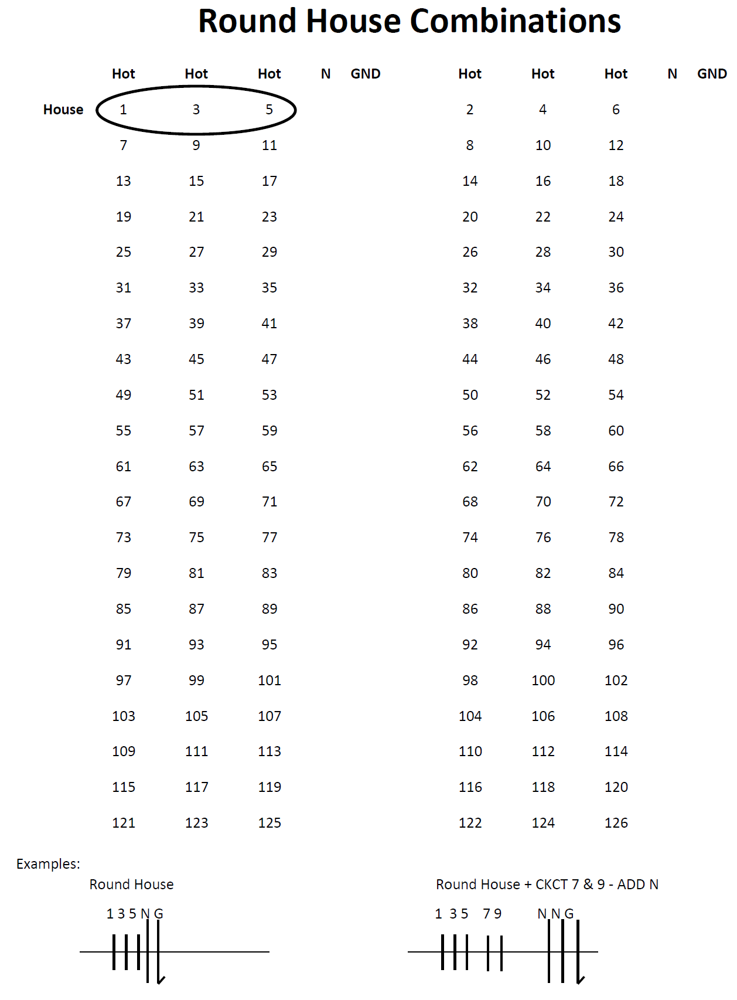 Round House Combinations
Hot Hot Hot N GND Hot Hot Hot N GND
House 1 3 5 2 4 6
7 9 11 8 10 12
13 15 17 14 16 18
19 21 23 20 22 24
25 27 29 26 28 30
31 33 35 32 34 36
37 39 41 38 40 42
43 45 47 44 46 48
49 51 53 50 52 54
55 57 59 56 58 60
61 63 65 62 64 66
67 69 71 68 70 72
73 75 77 74 76 78
79 81 83 80 82 84
85 87 89 86 88 90
91 93 95 92 94 96
97 99 101 98 100 102
103 105 107 104 106 108
109 111 113 110 112 114
115 117 119 116 118 120
121 123 125 122 124 126
Examples:
Round House Round House + CKCT 7 & 9 - ADD N
1 3 5 N G 1 3 5 7 9 N N G